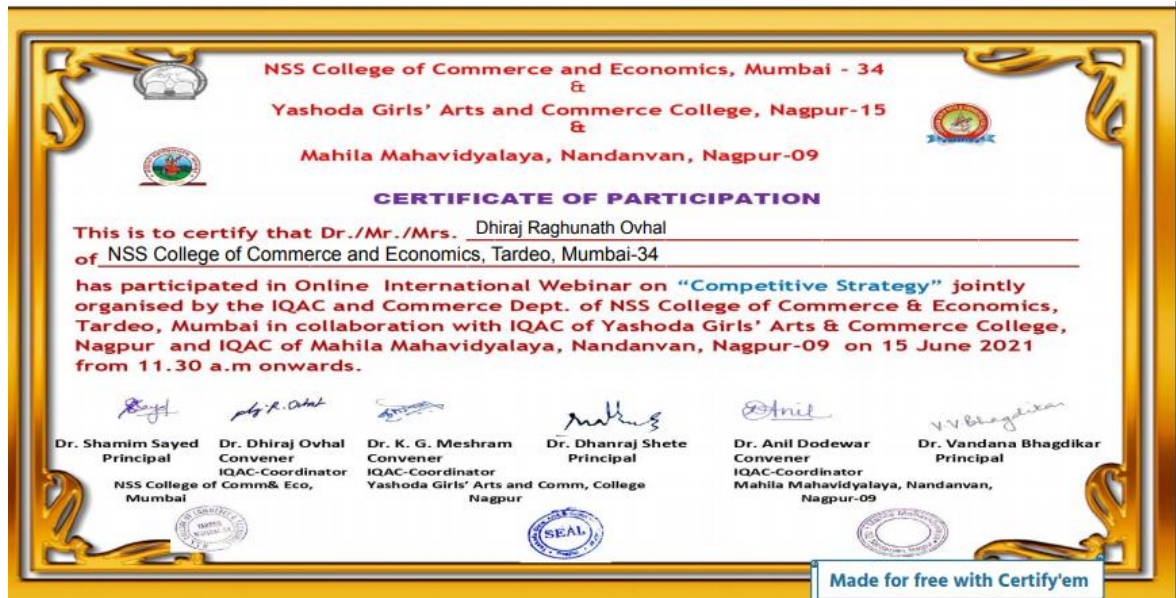 NSS College of Commerce and Economics, Mumbai - 34
&
Yashoda Girls' Arts and Commerce College, Nagpur-15
&
Mahila Mahavidyalaya, Nandanvan, Nagpur-09
CERTIFICATE OF PARTICIPATION
This is to certify that Dr./Mr./Mrs. Dhiraj Raghunath Ovhal
of NSS College of Commerce and Economics, Tardeo, Mumbai-34
has participated in Online International Webinar on "Competitive Strategy" jointly
organised by the IQAC and Commerce Dept. of NSS College of Commerce & Economics,
Tardeo, Mumbai in collaboration with IQAC of Yashoda Girls' Arts & Commerce College,
Nagpur and IQAC of Mahila Mahavidyalaya, Nandanvan, Nagpur-09 on 15 June 2021
from 11.30 a.m onwards.
Anil V.V. Bhagdikar
Dr. Shamim Sayed Dr. Dhiraj Ovhal Dr. K. G. Meshram Dr. Dhanraj Shete Dr. Anil Dodewar Dr. Vandana Bhagdikar
Principal Convener Convener Principal Convener Principal
IQAC-Coordinator IQAC-Coordinator IQAC-Coordinator
NSS College of Comm& Eco, Yashoda Girls' Arts and Comm, College Mahila Mahavidyalaya, Nandanvan,
Mumbai Nagpur Nagpur-09
SEAL
Made for free with Certify'em